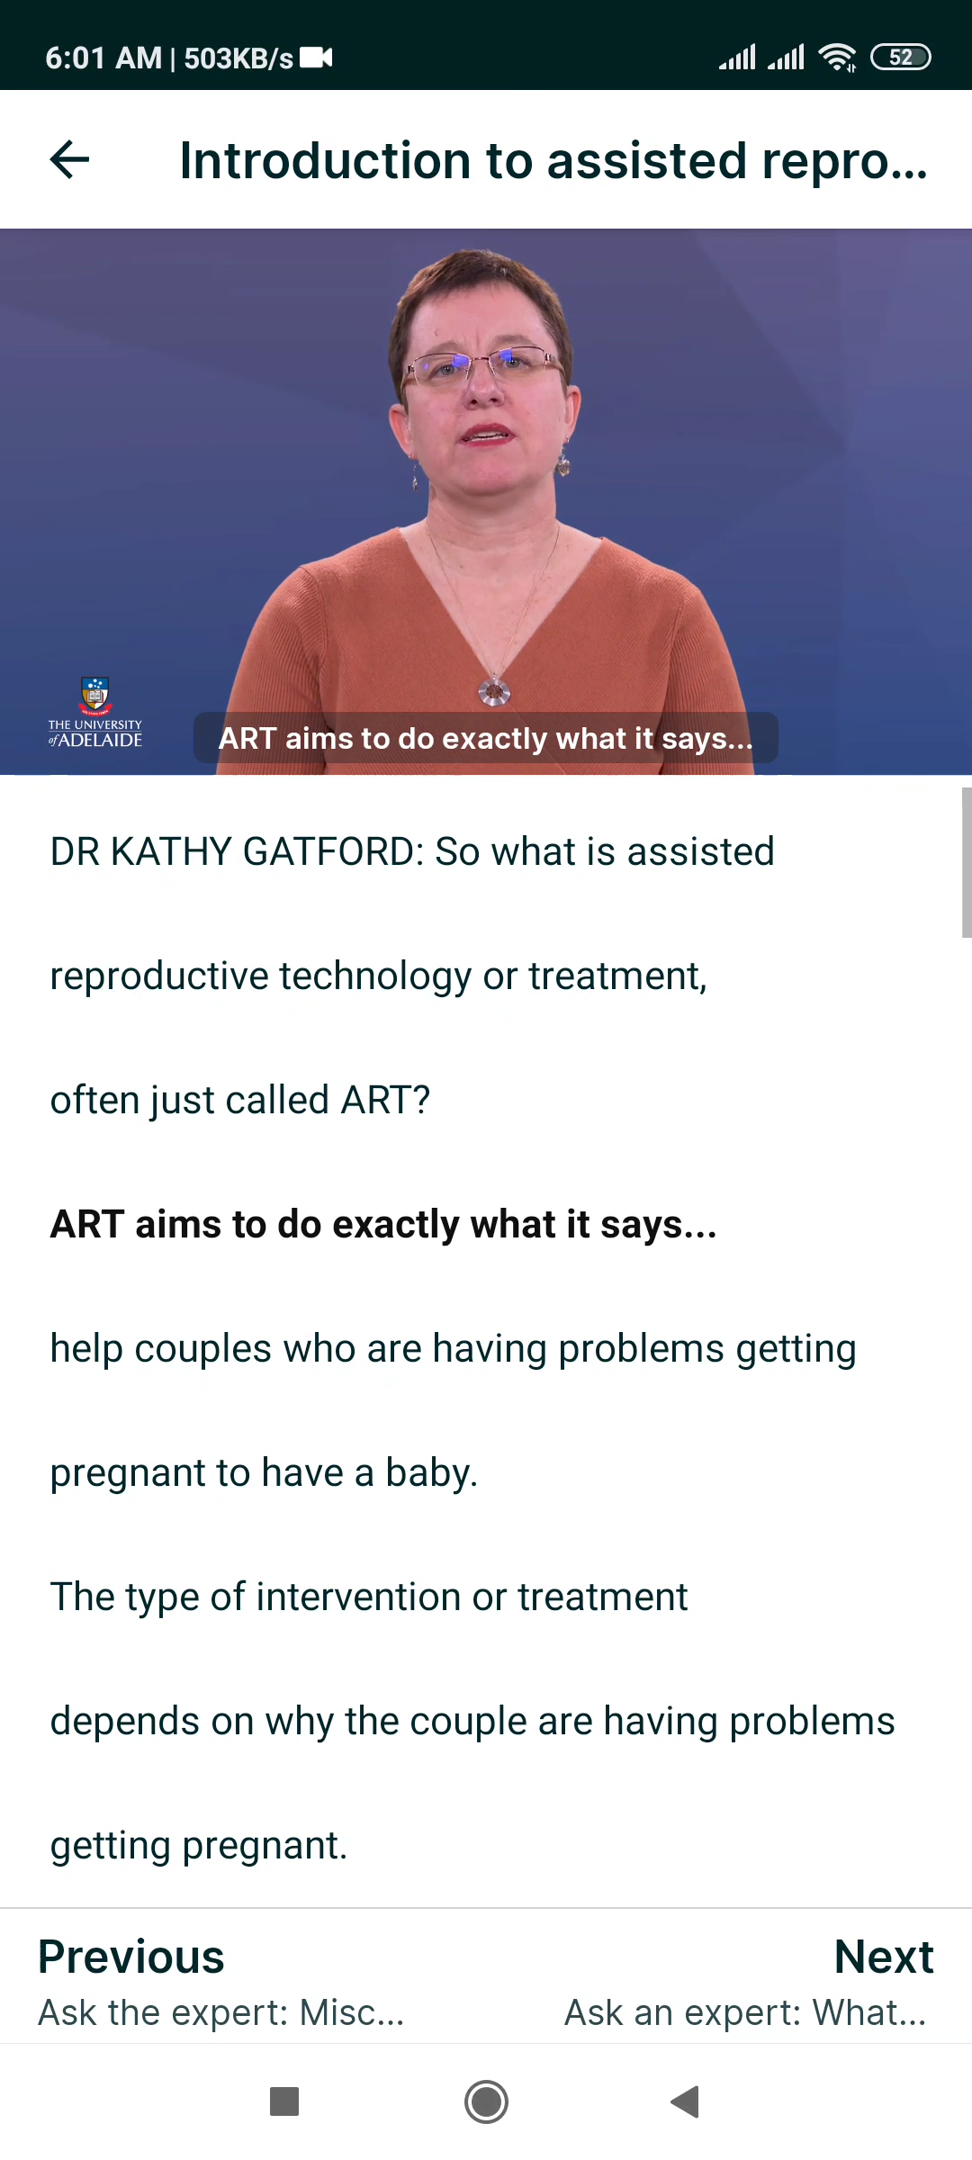 6:01 AM | 503KB/s
52
Introduction to assisted repro...
THE UNIVERSITY
of ADELAIDE
ART aims to do exactly what it says...
DR KATHY GATFORD: So what is assisted
reproductive technology or treatment,
often just called ART?
ART aims to do exactly what it says...
help couples who are having problems getting
pregnant to have a baby.
The type of intervention or treatment
depends on why the couple are having problems
getting pregnant.
Previous
Next
Ask the expert: Misc...
Ask an expert: What...